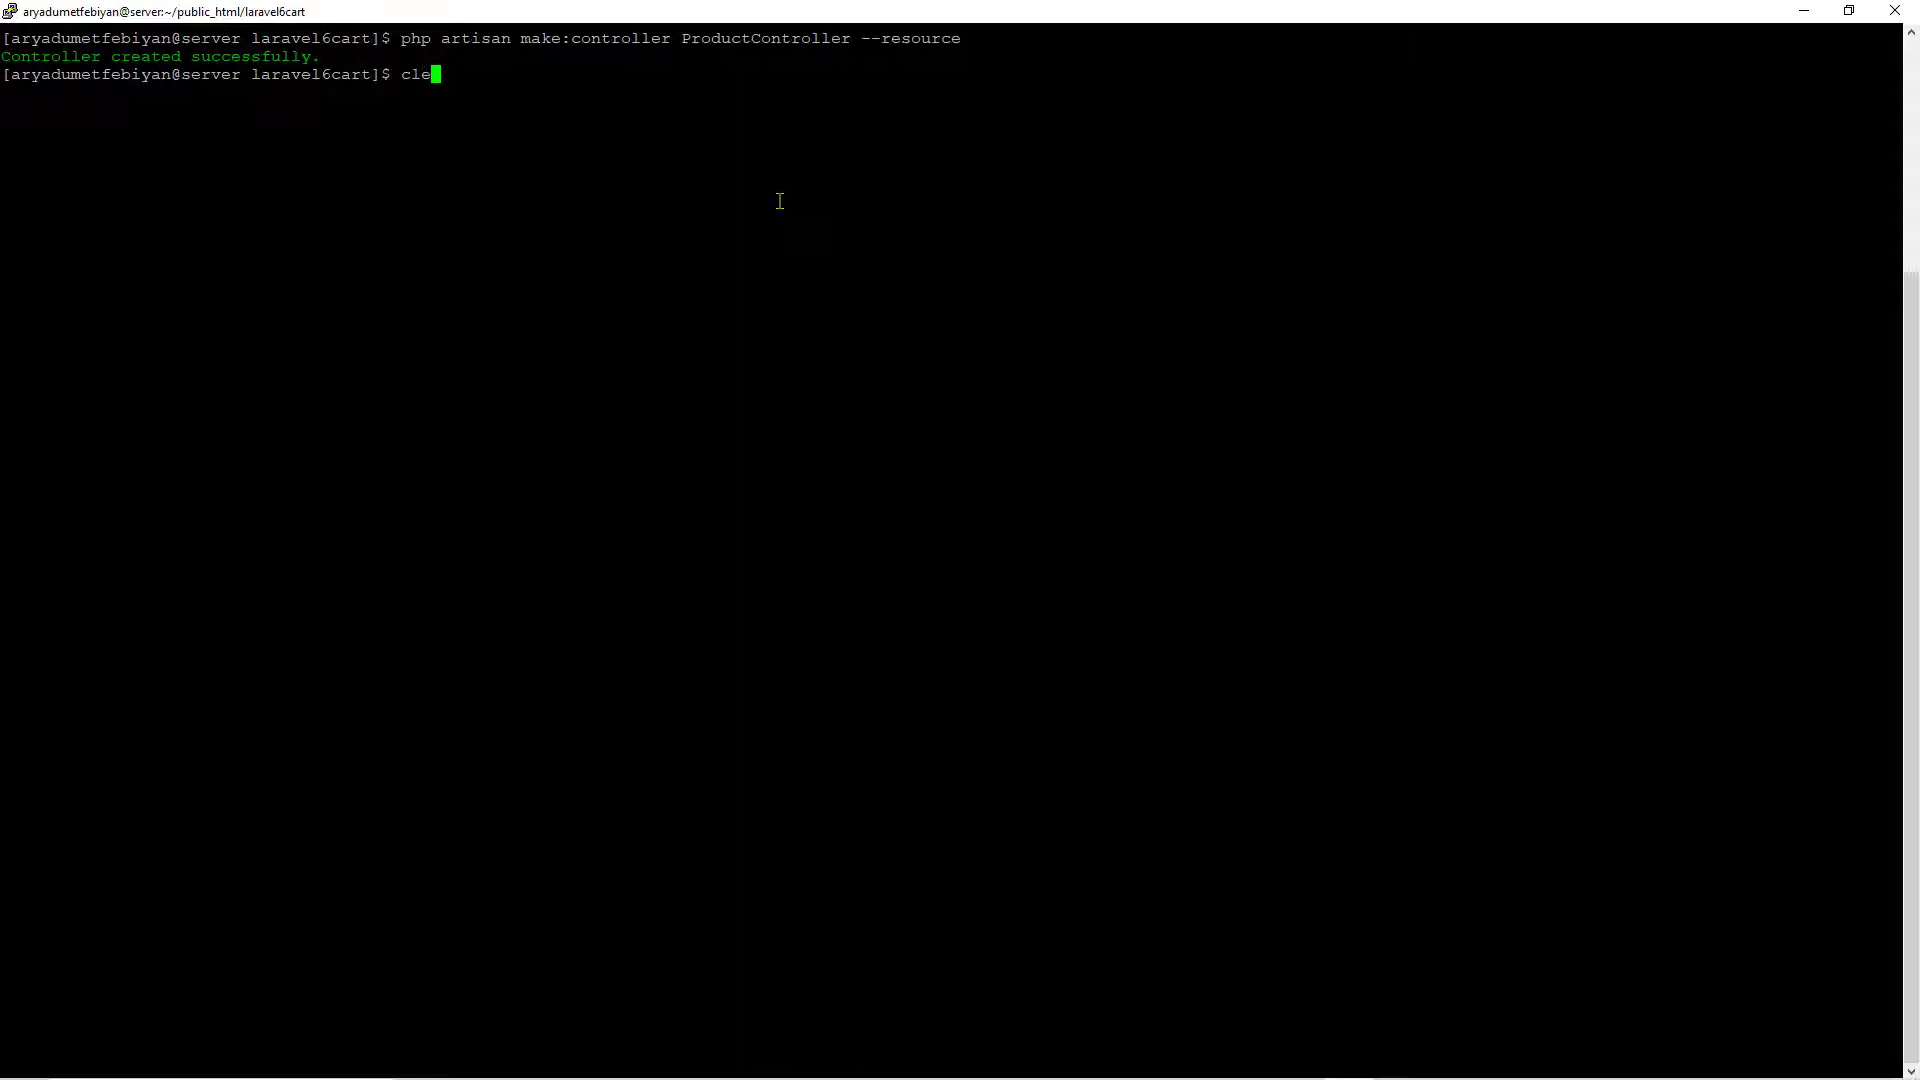 aryadumetfebiyan@server:~/public_html/laravel6cart
[aryadumetfebiyan@server laravel6cart]$ php artisan make:controller ProductController --resource
Controller created successfully.
[aryadumetfebiyan@server laravel6cart]$ cle